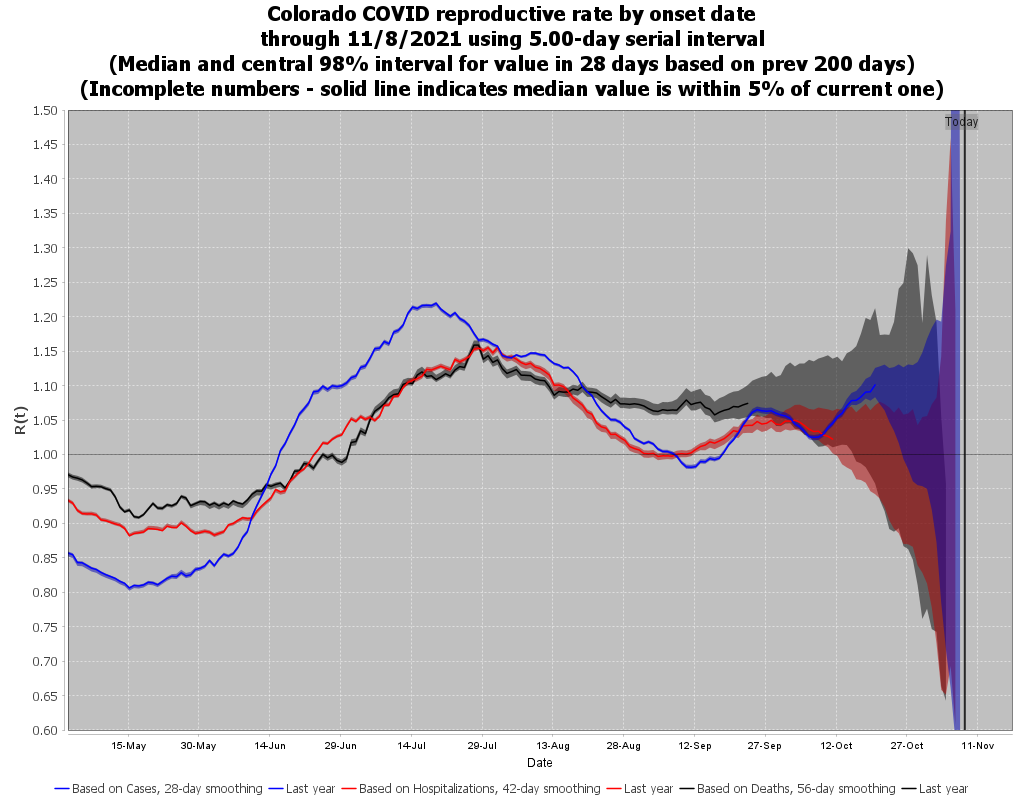 Colorado COVID reproductive rate by onset date
through 11/8/2021 using 5.00-day serial interval
(Median and central 98% interval for value in 28 days based on prev 200 days)
(Incomplete numbers - solid line indicates median value is within 5% of current one)
Today
1.50
1.45
1.40
1.35
1.30
1.25
1.20
1.15
1.10
1.05
1.00
0.95
0.90
0.85
0.80
0.75
0.70
0.65
0.60
R(t)
15-May 30-May 14-Jun 29-Jun 14-Jul 29-Jul 13-Aug 28-Aug 12-Sep 27-Sep 12-Oct 27-Oct 11-Nov
Date
Based on Cases, 28-day smoothing Last year Based on Hospitalizations, 42-day smoothing Last year Based on Deaths, 56-day smoothing Last year